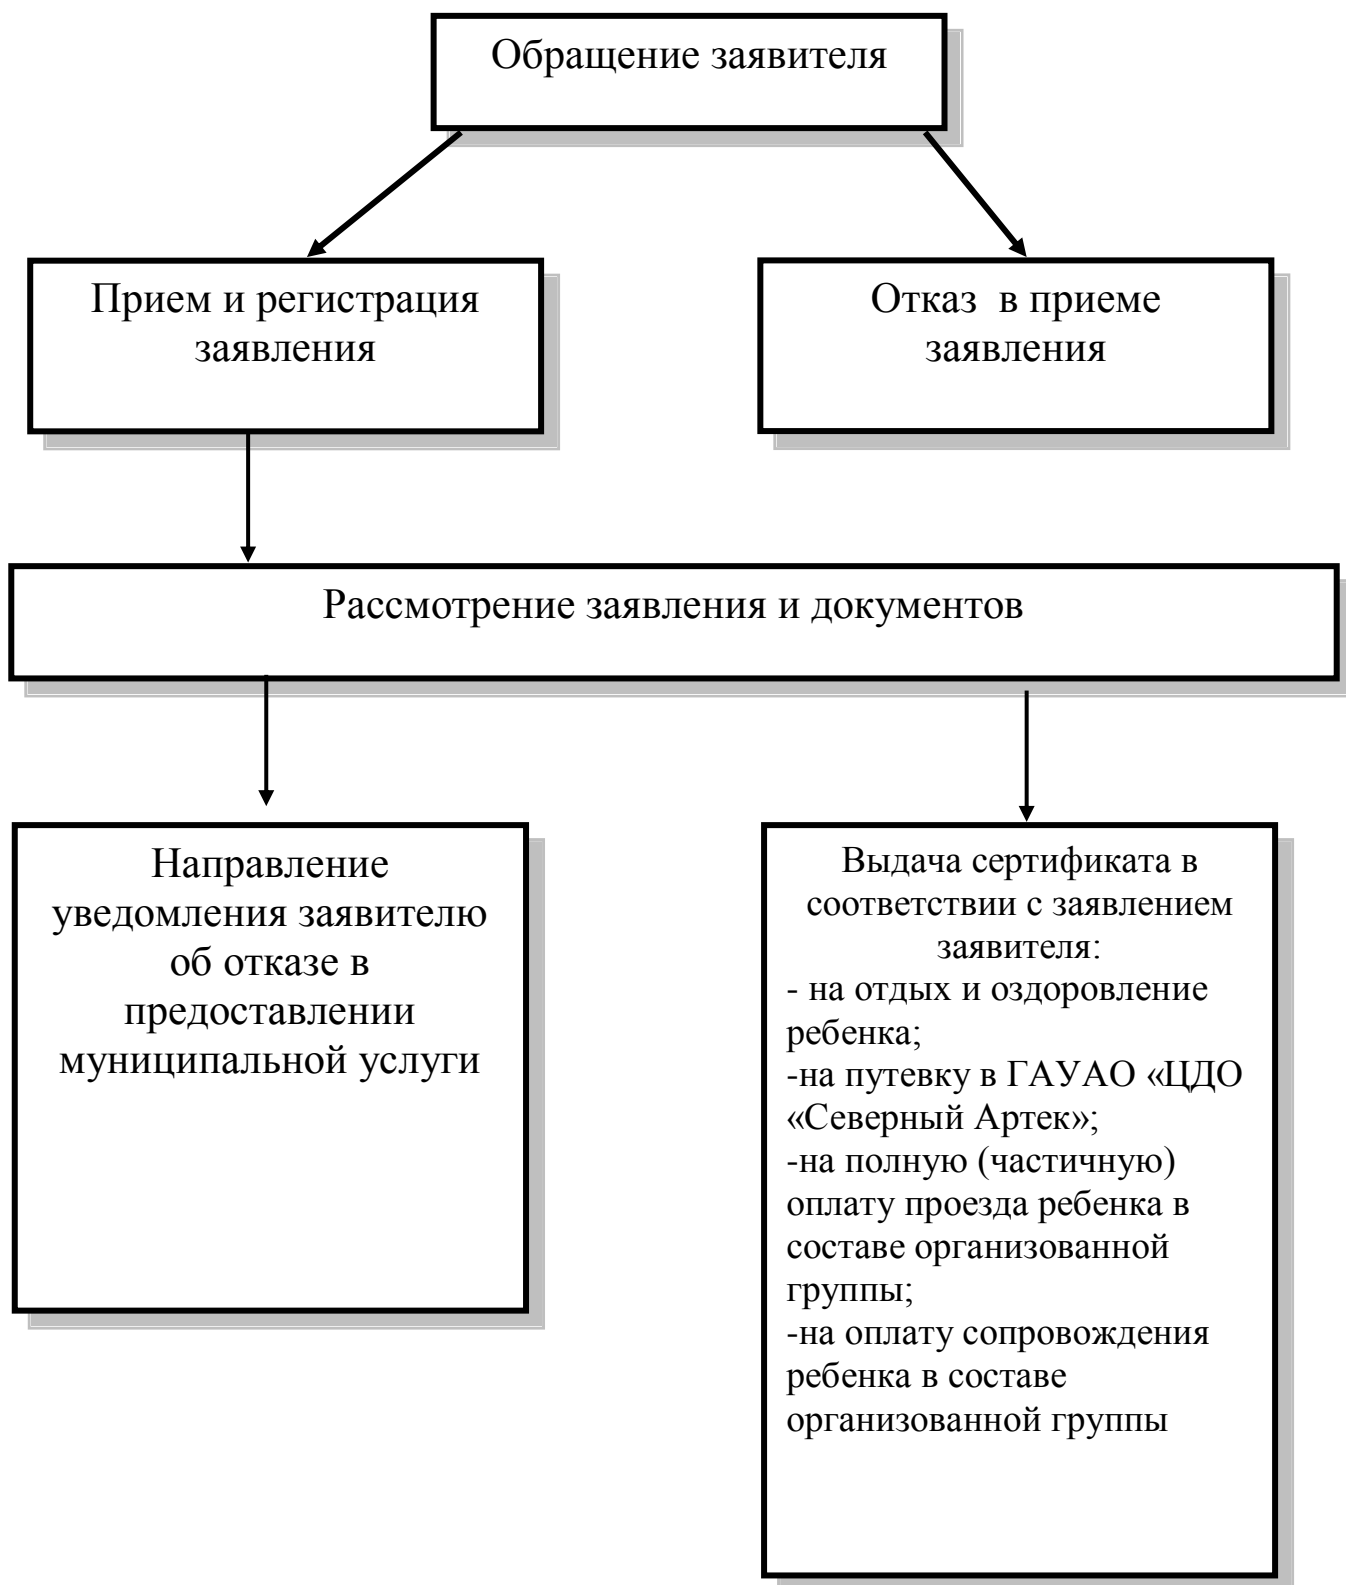 Обращение заявителя
Прием и регистрация
заявления
Отказ  в приеме
заявления
Рассмотрение заявления и документов
Направление
уведомления заявителю
об отказе в
предоставлении
муниципальной услуги
Выдача сертификата в
соответствии с заявлением
заявителя:
- на отдых и оздоровление
ребенка;
-на путевку в ГАУАО «ЦДО
«Северный Артек»;
-на полную (частичную)
оплату проезда ребенка в
составе организованной
группы;
-на оплату сопровождения
ребенка в составе
организованной группы